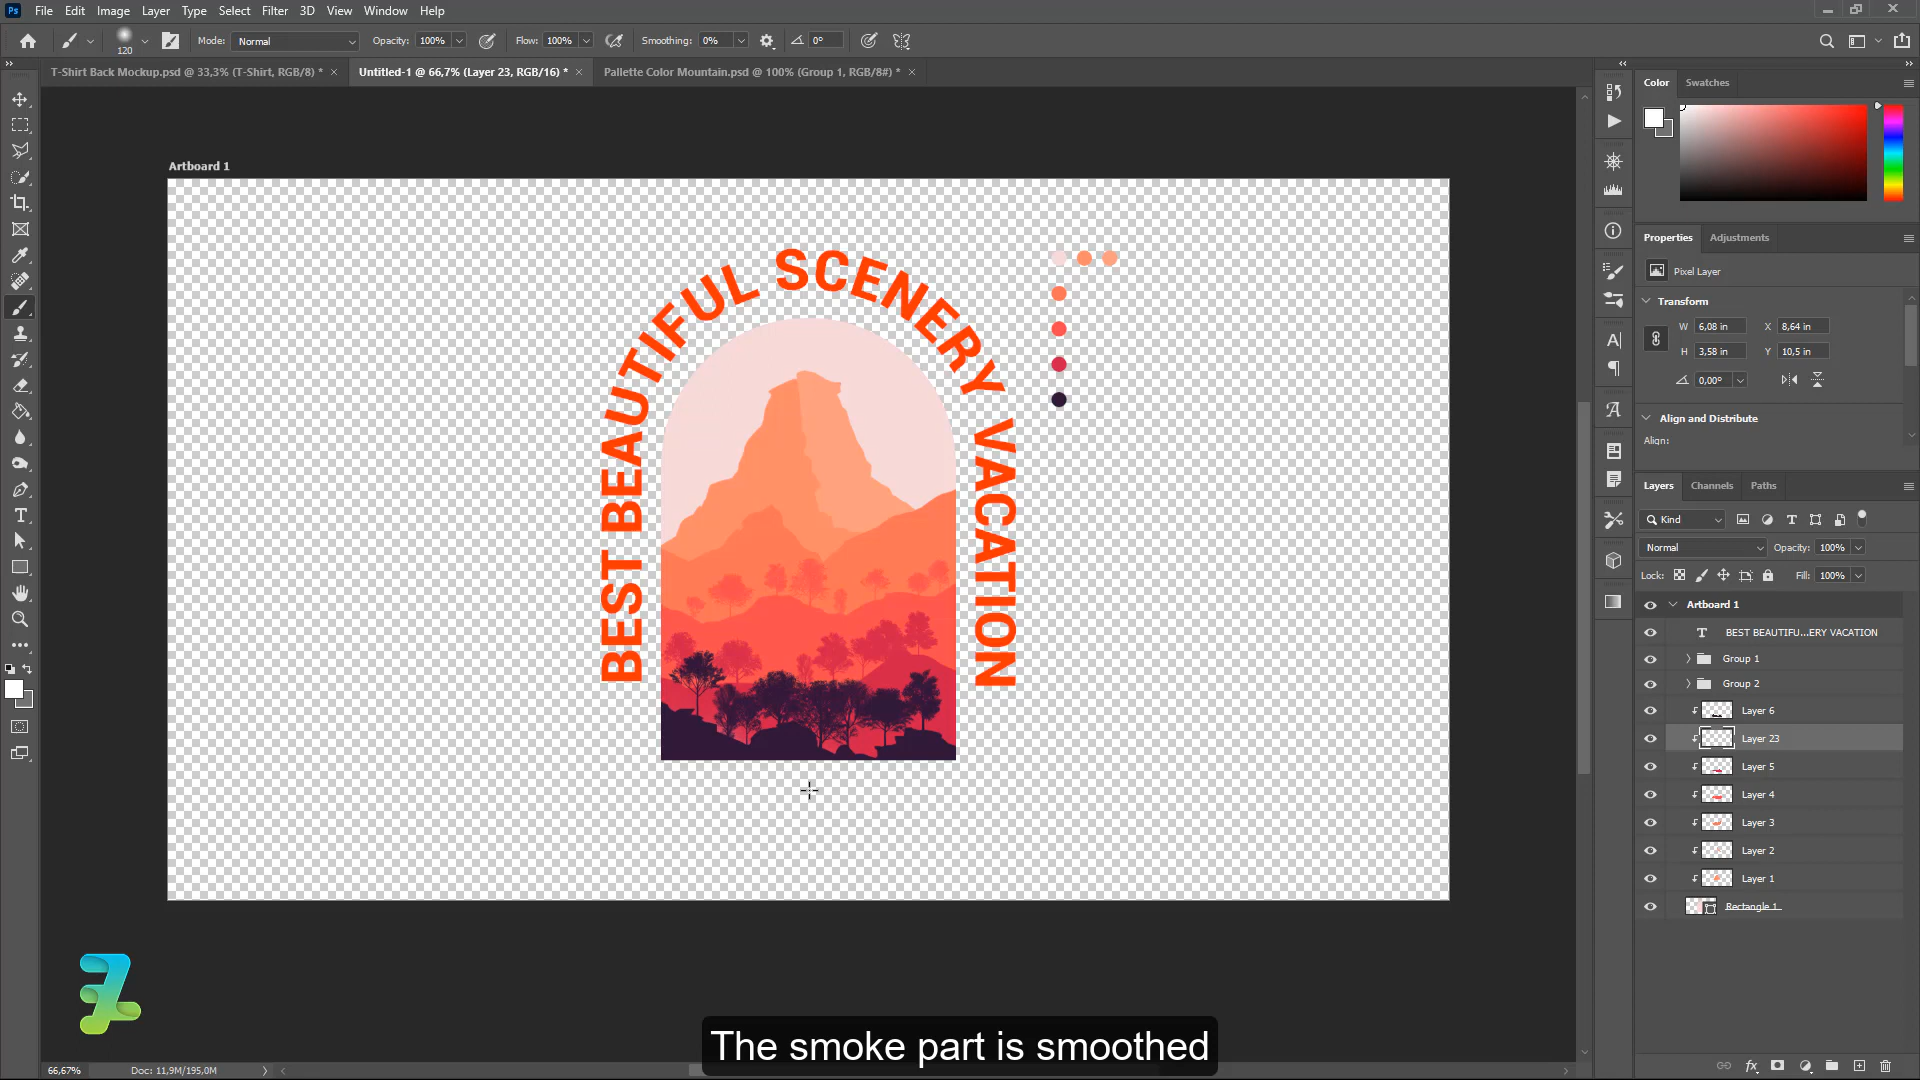 Ps File Edit Image Layer Type Select Filter 3D View Window Help
120 Mode: Normal Opacity: 100% Flow: 100% Smoothing: 0% 0°
T-Shirt Back Mockup.psd @ 33,3% (T-Shirt, RGB/8) * × Untitled-1 @ 66,7% (Layer 23, RGB/16) * × Pallette Color Mountain.psd @ 100% (Group 1, RGB/8#) * ×
Artboard 1
BEST BEAUTIFUL SCENERY VACATION
Color Swatches
Properties Adjustments
Pixel Layer
Transform
W 6,08 in X 8,64 in
H 3,58 in Y 10,5 in
0,00°
Align and Distribute
Align:
Layers Channels Paths
Kind
Normal Opacity: 100%
Lock: Fill: 100%
Artboard 1
T BEST BEAUTIFU...ERY VACATION
Group 1
Group 2
Layer 6
Layer 23
Layer 5
Layer 4
Layer 3
Layer 2
Layer 1
Rectangle 1
fx
The smoke part is smoothed
66,67% Doc: 11,9M/195,0M